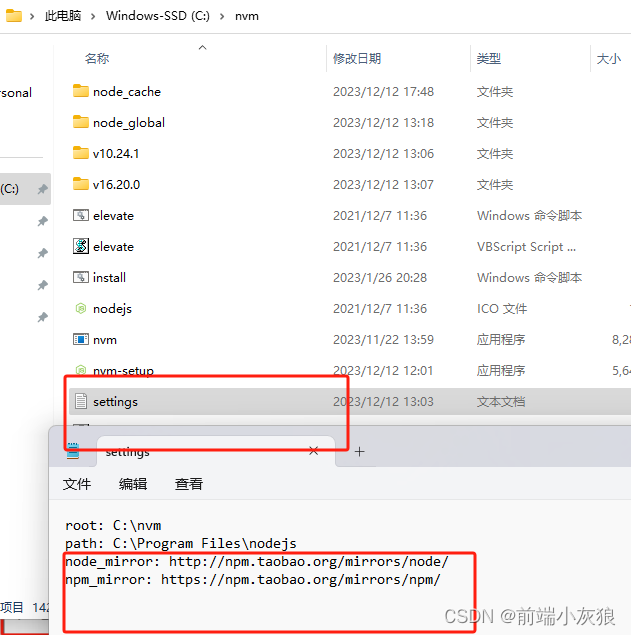 此电脑 > Windows-SSD (C:) > nvm
名称 修改日期 类型 大小
node_cache 2023/12/12 17:48 文件夹
rsonal
node_global 2023/12/12 13:18 文件夹
v10.24.1 2023/12/12 13:06 文件夹
(C:)
v16.20.0 2023/12/12 13:07 文件夹
elevate 2021/12/7 11:36 Windows 命令脚本
elevate 2021/12/7 11:36 VBScript Script ...
install 2023/1/26 20:28 Windows 命令脚本
nodejs 2021/12/7 11:36 ICO 文件
nvm 2023/11/22 13:59 应用程序 8,28
nvm-setup 2023/12/12 12:01 应用程序 5,64
settings 2023/12/12 13:03 文本文档
settings
文件 编辑 查看
root: C:\nvm
path: C:\Program Files\nodejs
node_mirror: http://npm.taobao.org/mirrors/node/
npm_mirror: https://npm.taobao.org/mirrors/npm/
项目 142
CSDN @前端小灰狼